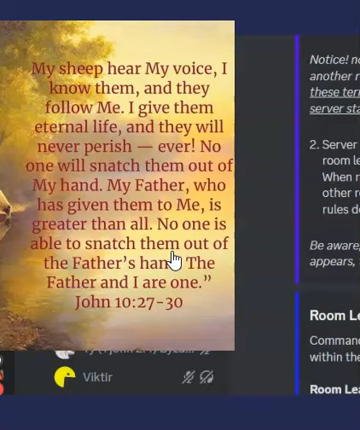 My sheep hear My voice, I
know them, and they
follow Me. I give them
eternal life, and they will
never perish — ever! No
one will snatch them out of
My hand. My Father, who
has given them to Me, is
greater than all. No one is
able to snatch them out of
the Father's hand. The
Father and I are one.”
John 10:27-30
Viktir
Notice! no
another r
these ter
server sta
2. Server
room le
When r
other r
rules d
Be aware,
appears,
Room Le
Comman
within the
Room Lea